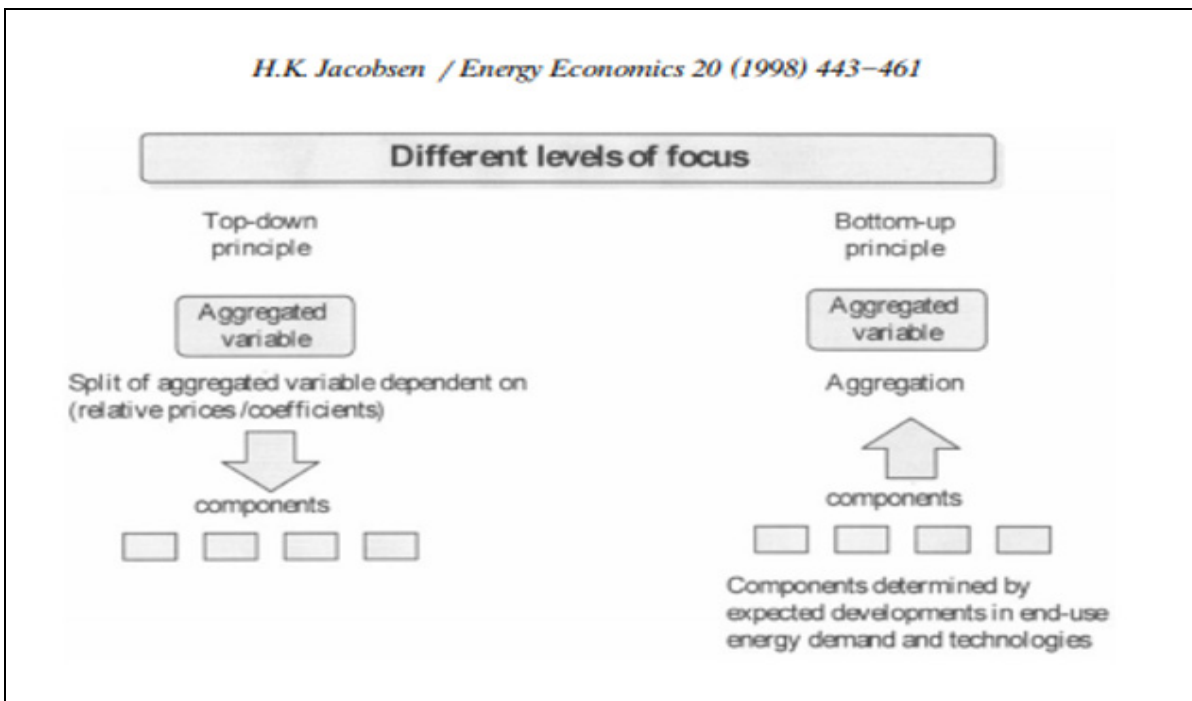 H.K. Jacobsen / Energy Economics 20 (1998) 443–461
Different levels of focus
Top-down
principle
Aggregated
variable
Split of aggregated variable dependent on
(relative prices/coefficients)
components
Bottom-up
principle
Aggregated
variable
Aggregation
components
Components determined by
expected developments in end-use
energy demand and technologies